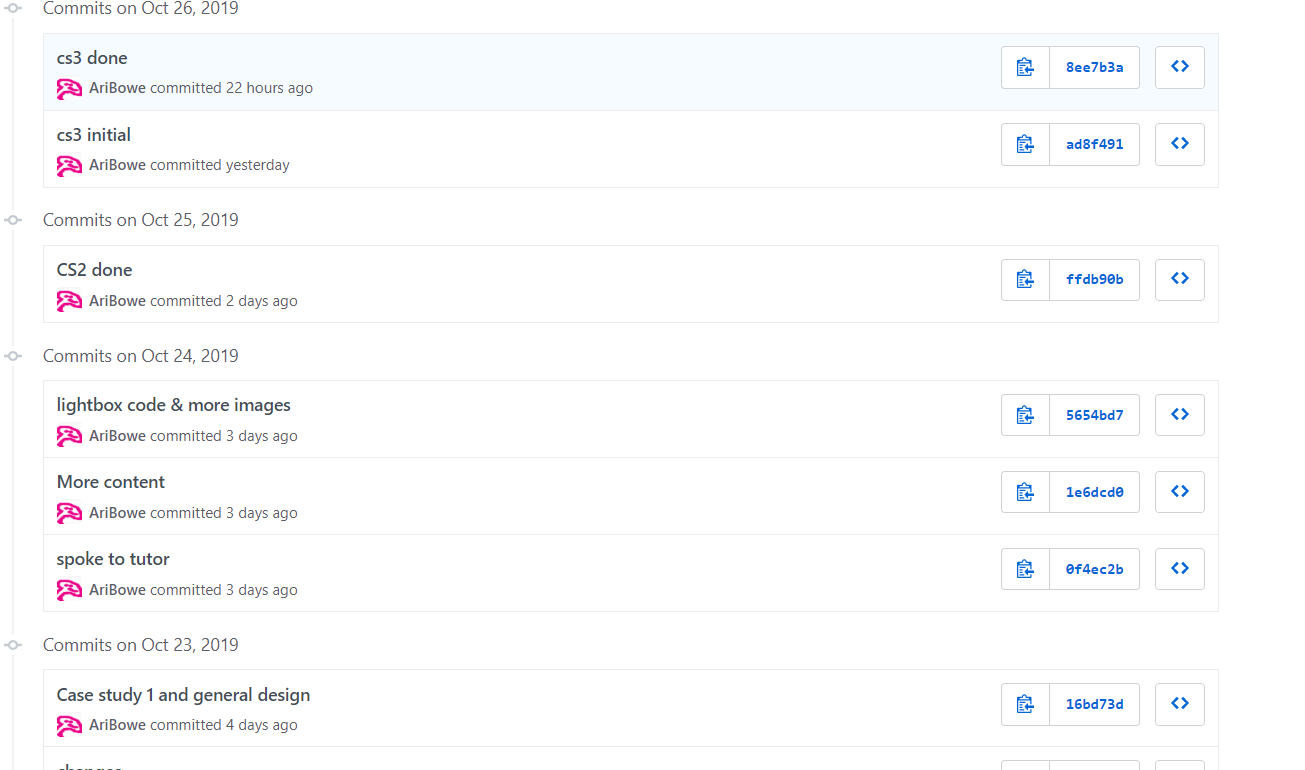 Commits on Oct 26, 2019
cs3 done
AriBowe committed 22 hours ago
8ee7b3a
cs3 initial
AriBowe committed yesterday
ad8f491
Commits on Oct 25, 2019
CS2 done
AriBowe committed 2 days ago
ffdb90b
Commits on Oct 24, 2019
lightbox code & more images
AriBowe committed 3 days ago
5654bd7
More content
AriBowe committed 3 days ago
1e6dcd0
spoke to tutor
AriBowe committed 3 days ago
0f4ec2b
Commits on Oct 23, 2019
Case study 1 and general design
AriBowe committed 4 days ago
16bd73d